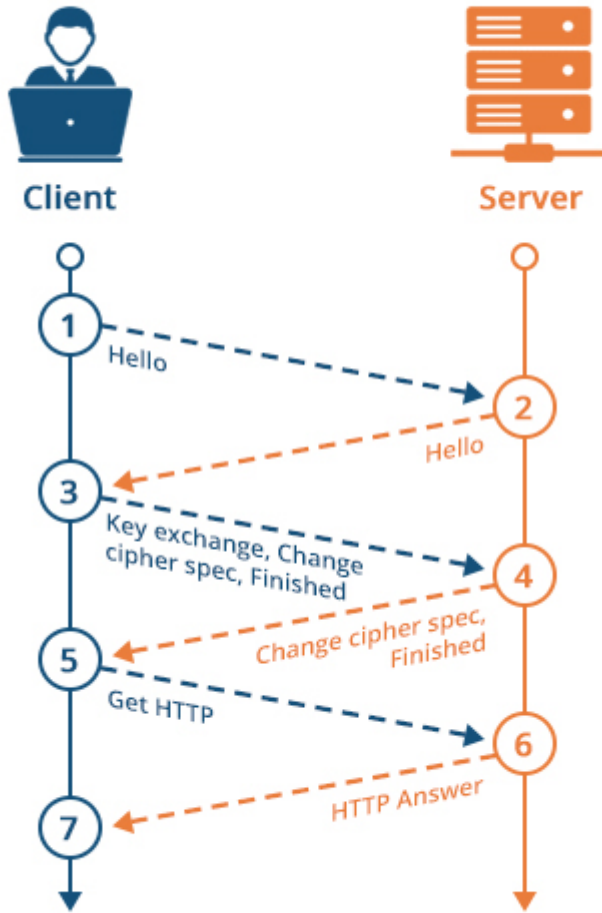 Client
Server
1
Hello
2
Hello
3
Key exchange, Change
cipher spec, Finished
4
Change cipher spec,
Finished
5
Get HTTP
6
HTTP Answer
7